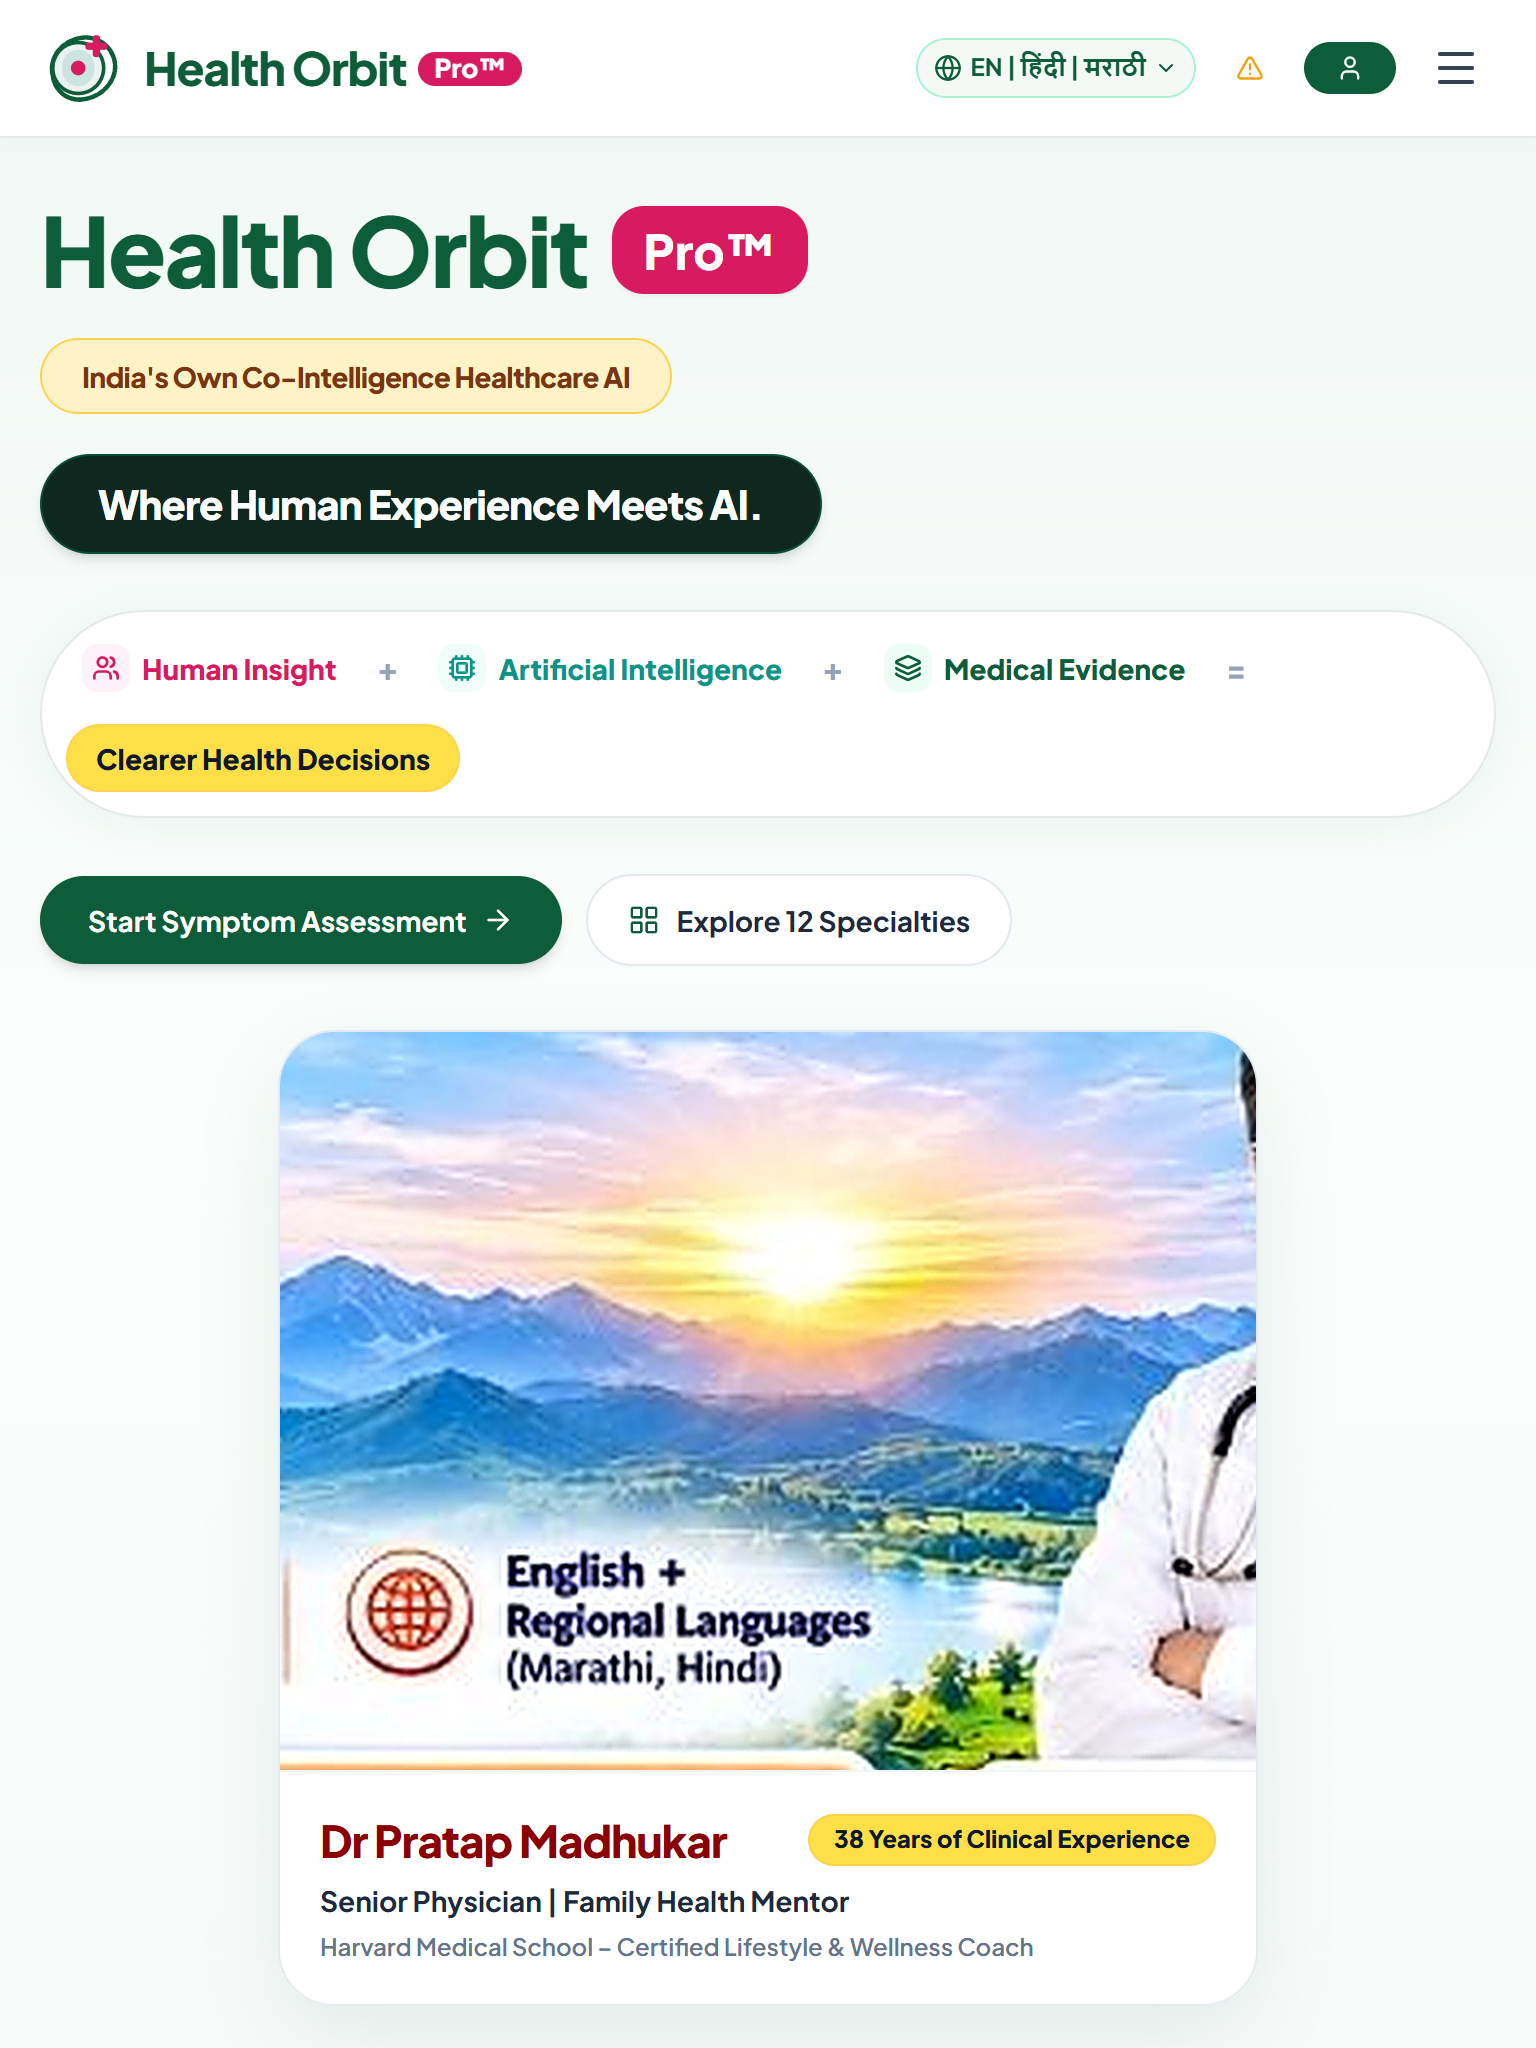 Health Orbit Pro™
EN | हिंदी | मराठी
Health Orbit Pro™
India's Own Co-Intelligence Healthcare AI
Where Human Experience Meets AI.
Human Insight + Artificial Intelligence + Medical Evidence =
Clearer Health Decisions
Start Symptom Assessment →
Explore 12 Specialties
English +
Regional Languages
(Marathi, Hindi)
Dr Pratap Madhukar
38 Years of Clinical Experience
Senior Physician | Family Health Mentor
Harvard Medical School – Certified Lifestyle & Wellness Coach